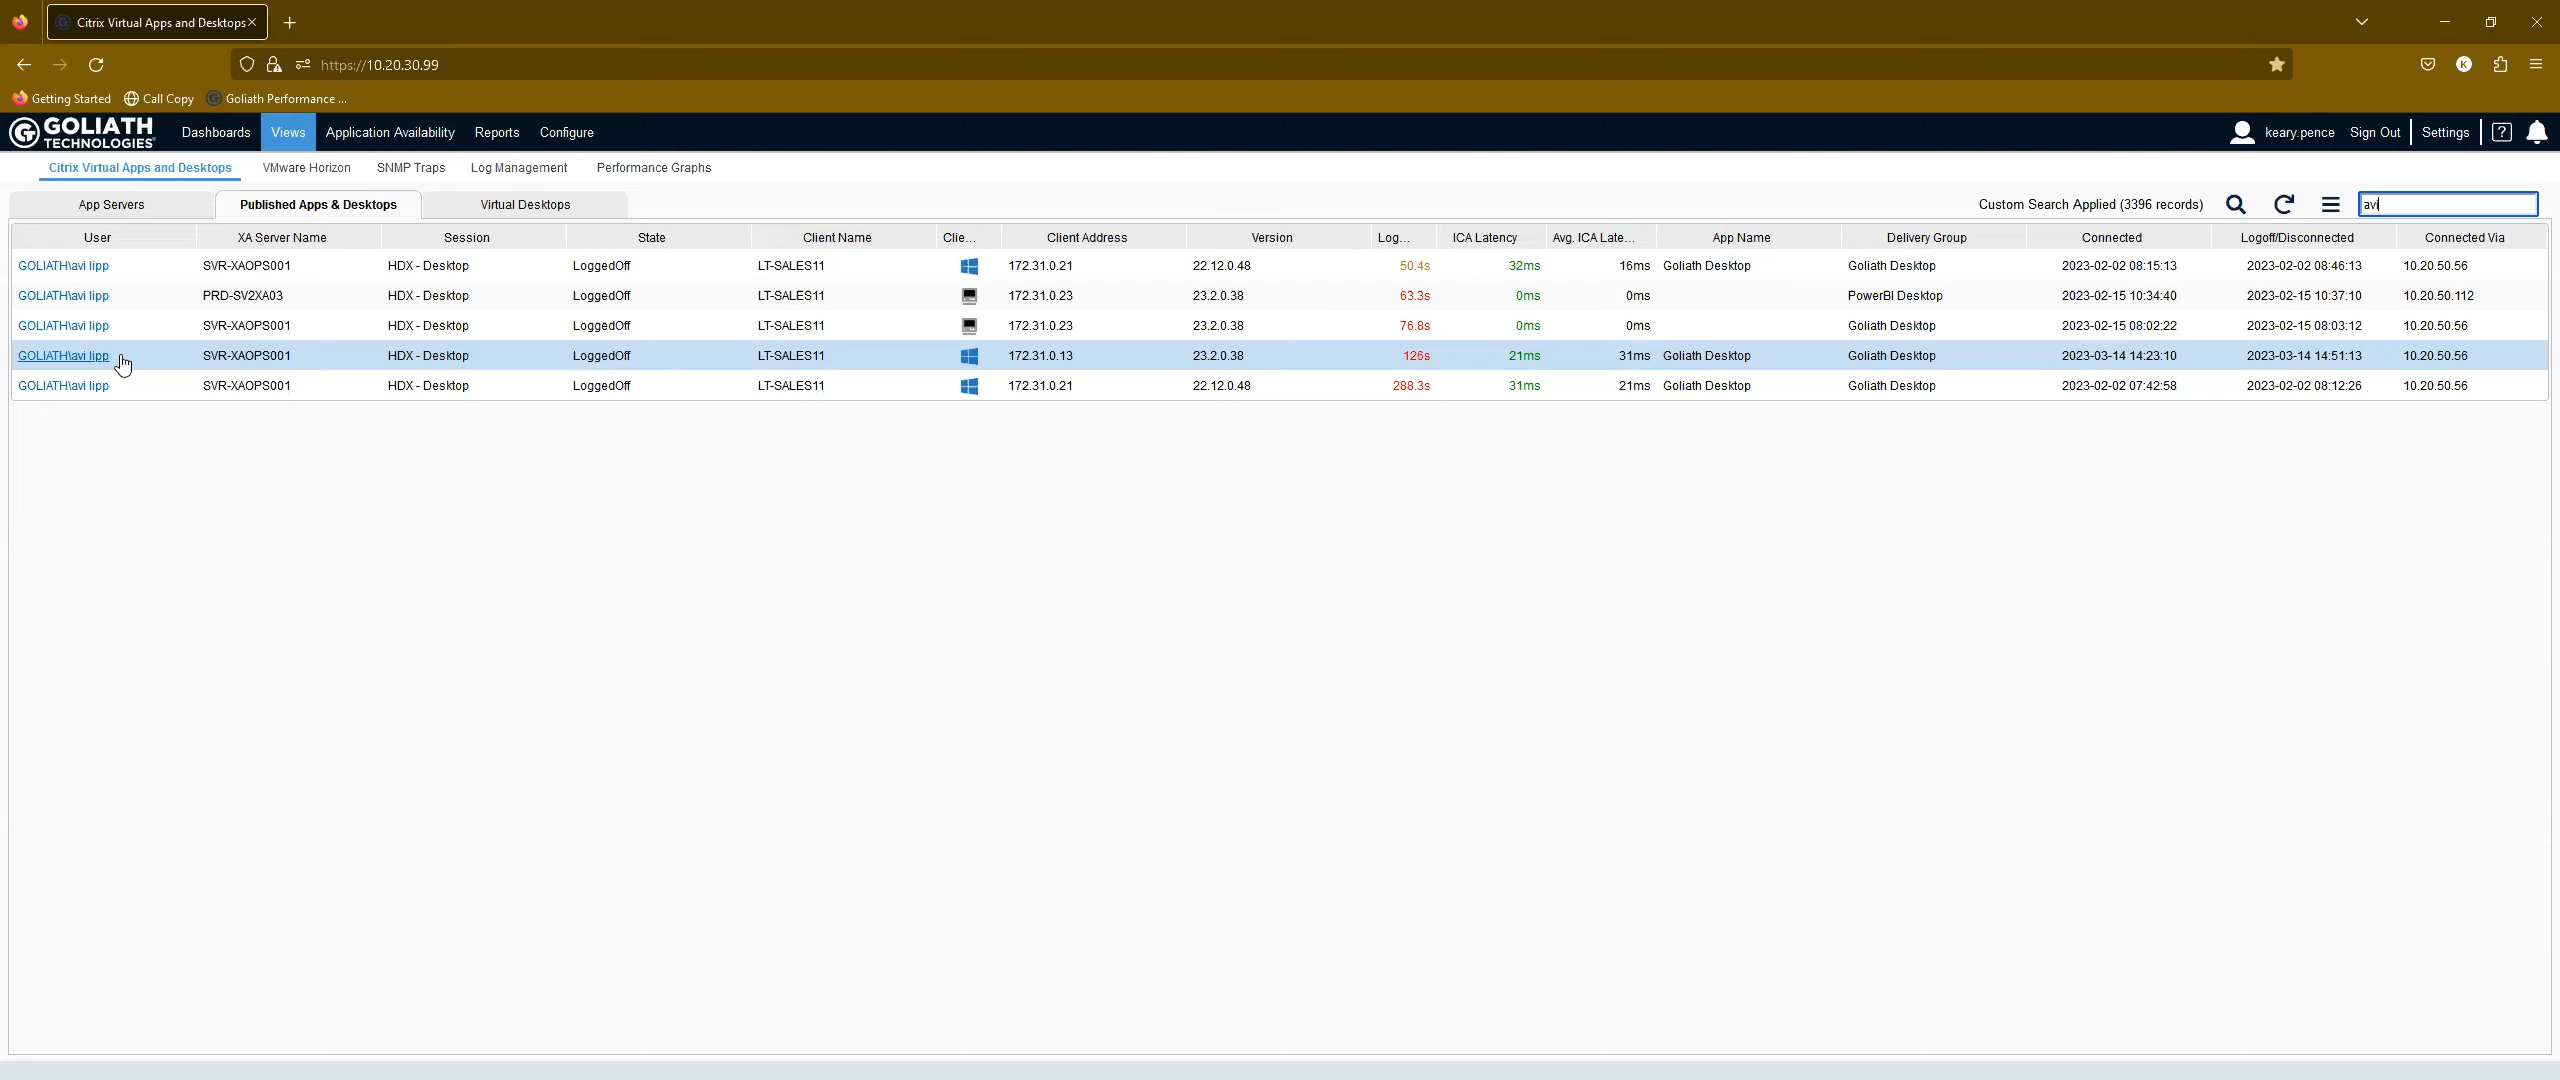 Citrix Virtual Apps and Desktops
https://10.20.30.99
K
Getting Started Call Copy Goliath Performance ...
GOLIATH TECHNOLOGIES Dashboards Views Application Availability Reports Configure keary.pence Sign Out Settings ?
Citrix Virtual Apps and Desktops VMware Horizon SNMP Traps Log Management Performance Graphs
App Servers Published Apps & Desktops Virtual Desktops Custom Search Applied (3396 records) avi
User XA Server Name Session State Client Name Clie... Client Address Version Log... ICA Latency Avg. ICA Late... App Name Delivery Group Connected Logoff/Disconnected Connected Via
GOLIATH\avi lipp SVR-XAOPS001 HDX - Desktop LoggedOff LT-SALES11 172.31.0.21 22.12.0.48 50.4s 32ms 16ms Goliath Desktop Goliath Desktop 2023-02-02 08:15:13 2023-02-02 08:46:13 10.20.50.56
GOLIATH\avi lipp PRD-SV2XA03 HDX - Desktop LoggedOff LT-SALES11 172.31.0.23 23.2.0.38 63.3s 0ms 0ms PowerBI Desktop 2023-02-15 10:34:40 2023-02-15 10:37:10 10.20.50.112
GOLIATH\avi lipp SVR-XAOPS001 HDX - Desktop LoggedOff LT-SALES11 172.31.0.23 23.2.0.38 76.8s 0ms 0ms Goliath Desktop 2023-02-15 08:02:22 2023-02-15 08:03:12 10.20.50.56
GOLIATH\avi lipp SVR-XAOPS001 HDX - Desktop LoggedOff LT-SALES11 172.31.0.13 23.2.0.38 126s 21ms 31ms Goliath Desktop Goliath Desktop 2023-03-14 14:23:10 2023-03-14 14:51:13 10.20.50.56
GOLIATH\avi lipp SVR-XAOPS001 HDX - Desktop LoggedOff LT-SALES11 172.31.0.21 22.12.0.48 288.3s 31ms 21ms Goliath Desktop Goliath Desktop 2023-02-02 07:42:58 2023-02-02 08:12:26 10.20.50.56